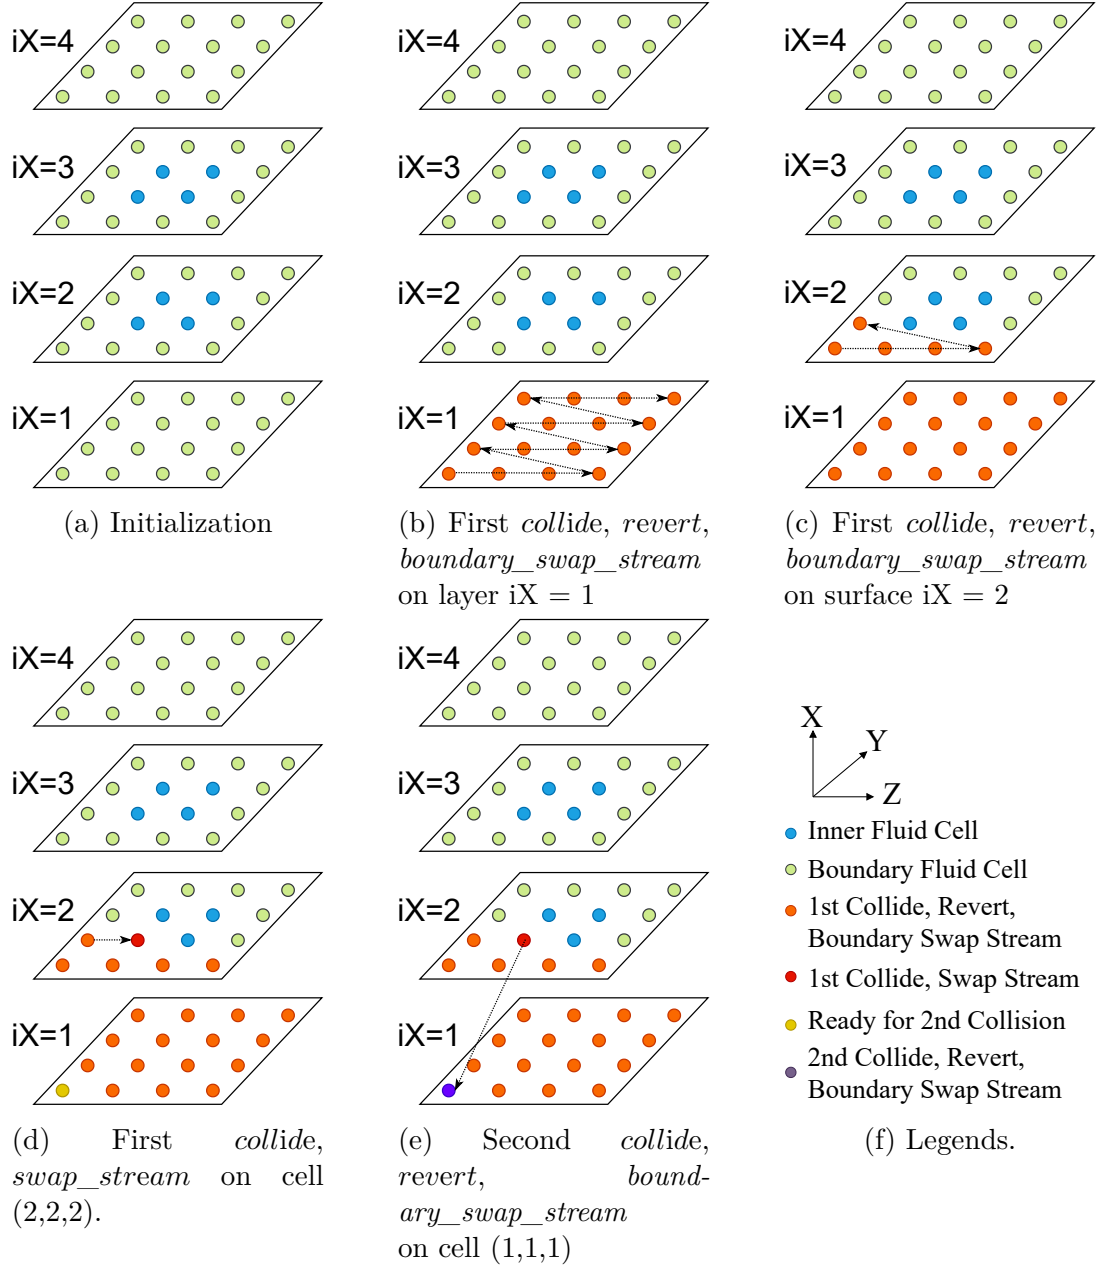 iX=4
iX=3
iX=2
iX=1
(a) Initialization
iX=4
iX=3
iX=2
iX=1
(b) First collide, revert,
boundary_swap_stream
on layer iX = 1
iX=4
iX=3
iX=2
iX=1
(c) First collide, revert,
boundary_swap_stream
on surface iX = 2
iX=4
iX=3
iX=2
iX=1
(d) First collide,
swap_stream on cell
(2,2,2).
iX=4
iX=3
iX=2
iX=1
(e) Second collide,
revert, bound-
ary_swap_stream
on cell (1,1,1)
X
Y
Z
Inner Fluid Cell
Boundary Fluid Cell
1st Collide, Revert,
Boundary Swap Stream
1st Collide, Swap Stream
Ready for 2nd Collision
2nd Collide, Revert,
Boundary Swap Stream
(f) Legends.